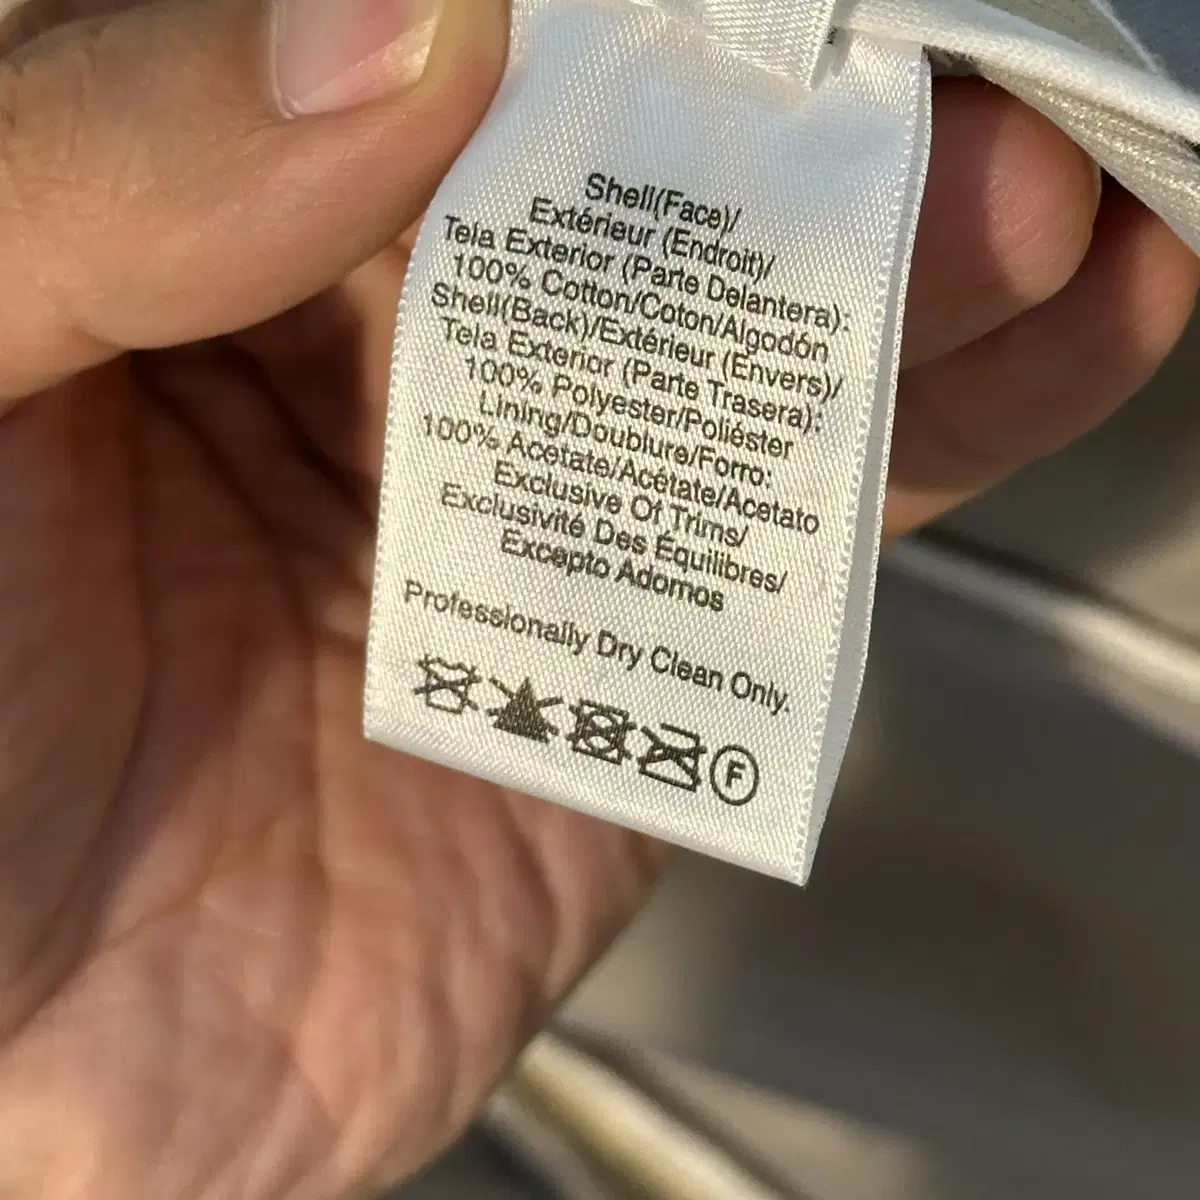 Shell(Face)/
Extérieur (Endroit)/
Tela Exterior (Parte Delantera):
100% Cotton/Coton/Algodón
Shell(Back)/Extérieur (Envers)/
Tela Exterior (Parte Trasera):
100% Polyester/Poliéster
Lining/Doublure/Forro:
100% Acetate/Acétate/Acetato
Exclusive Of Trims/
Exclusivité Des Équilibres/
Excepto Adornos
Professionally Dry Clean Only.
F